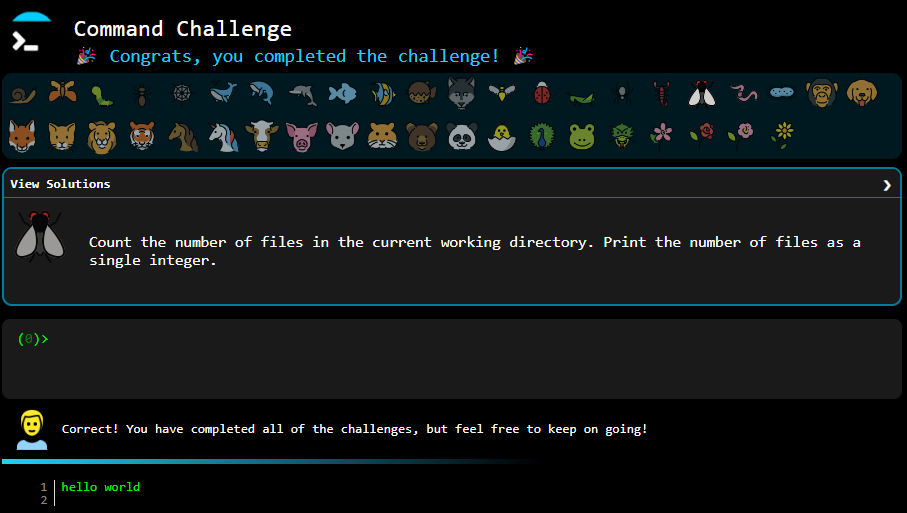 Command Challenge
🎉 Congrats, you completed the challenge! 🎉
View Solutions ❯
Count the number of files in the current working directory. Print the number of files as a
single integer.
(0)>
Correct! You have completed all of the challenges, but feel free to keep on going!
1 hello world
2